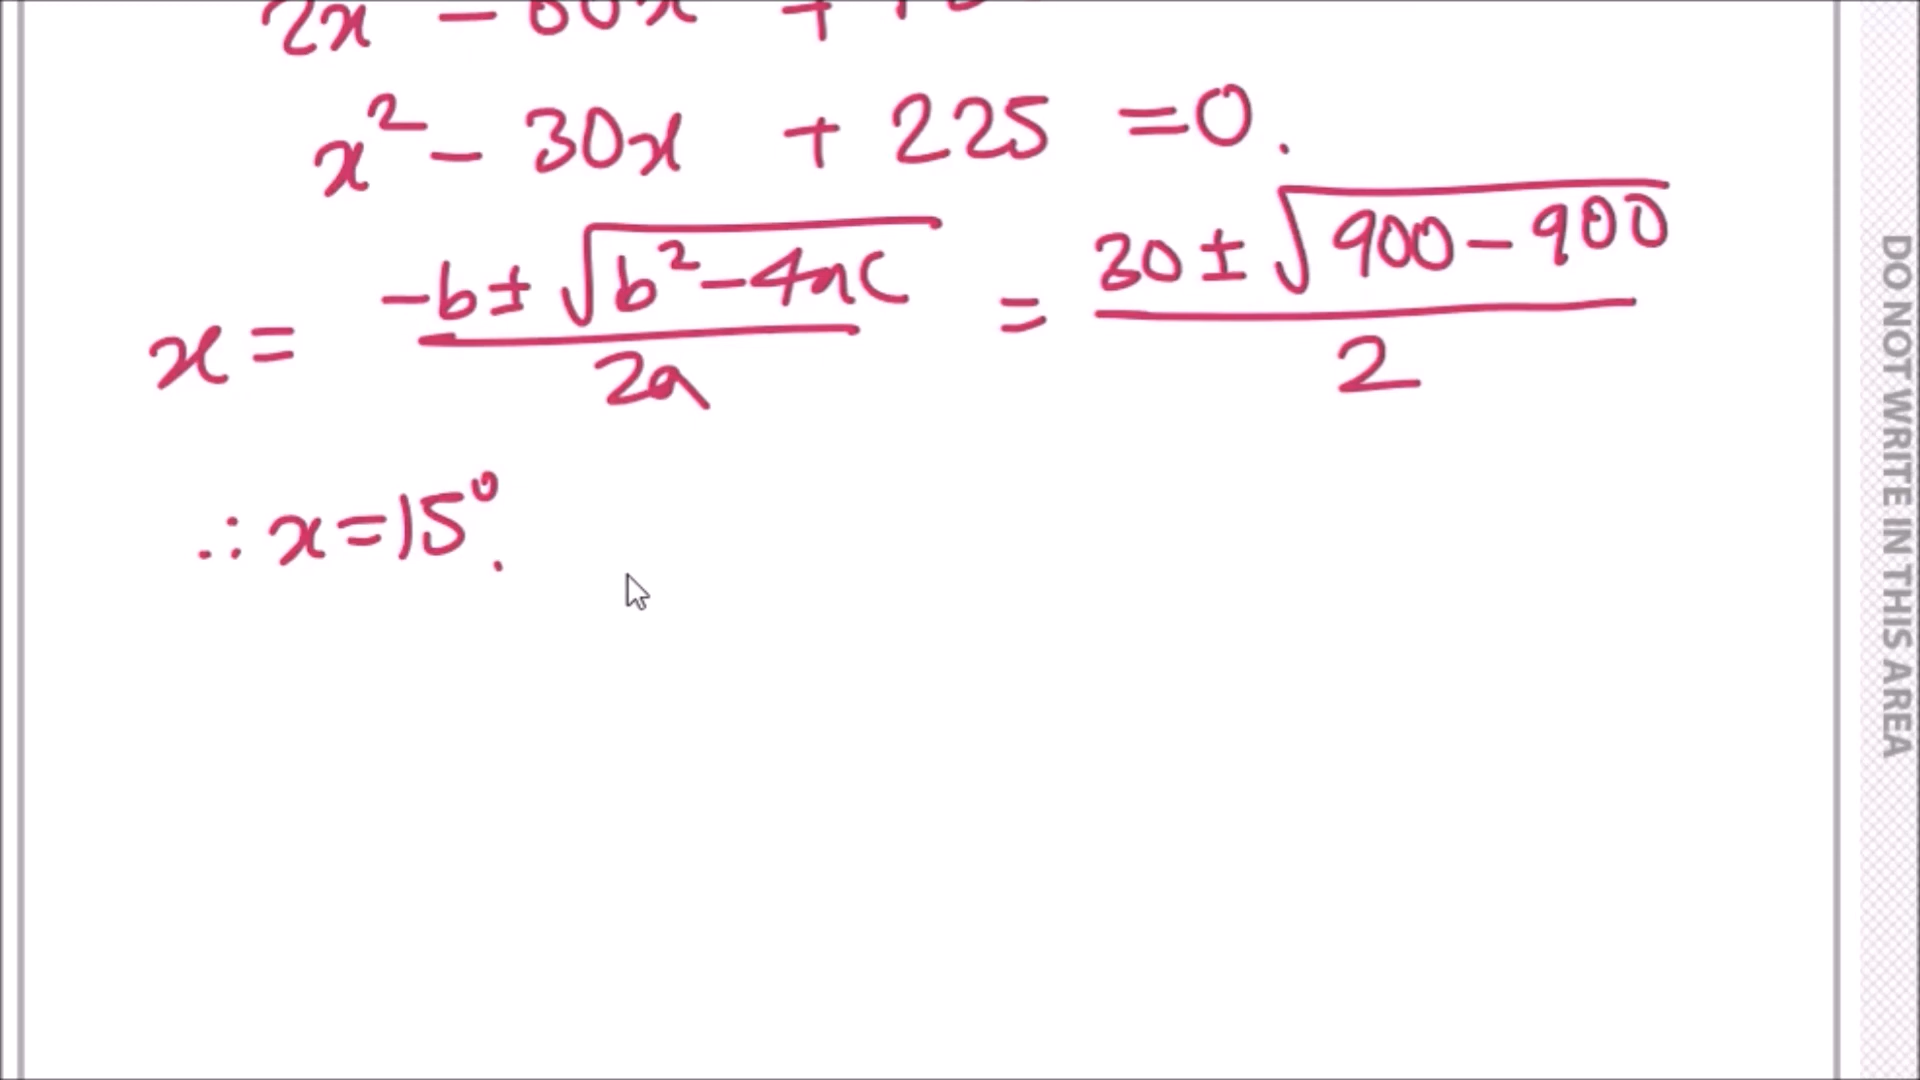 x² - 30x + 225 = 0.
x = (-b ± √(b² - 4ac)) / 2a = (30 ± √(900 - 900)) / 2
∴ x = 15°.
DO NOT WRITE IN THIS AREA